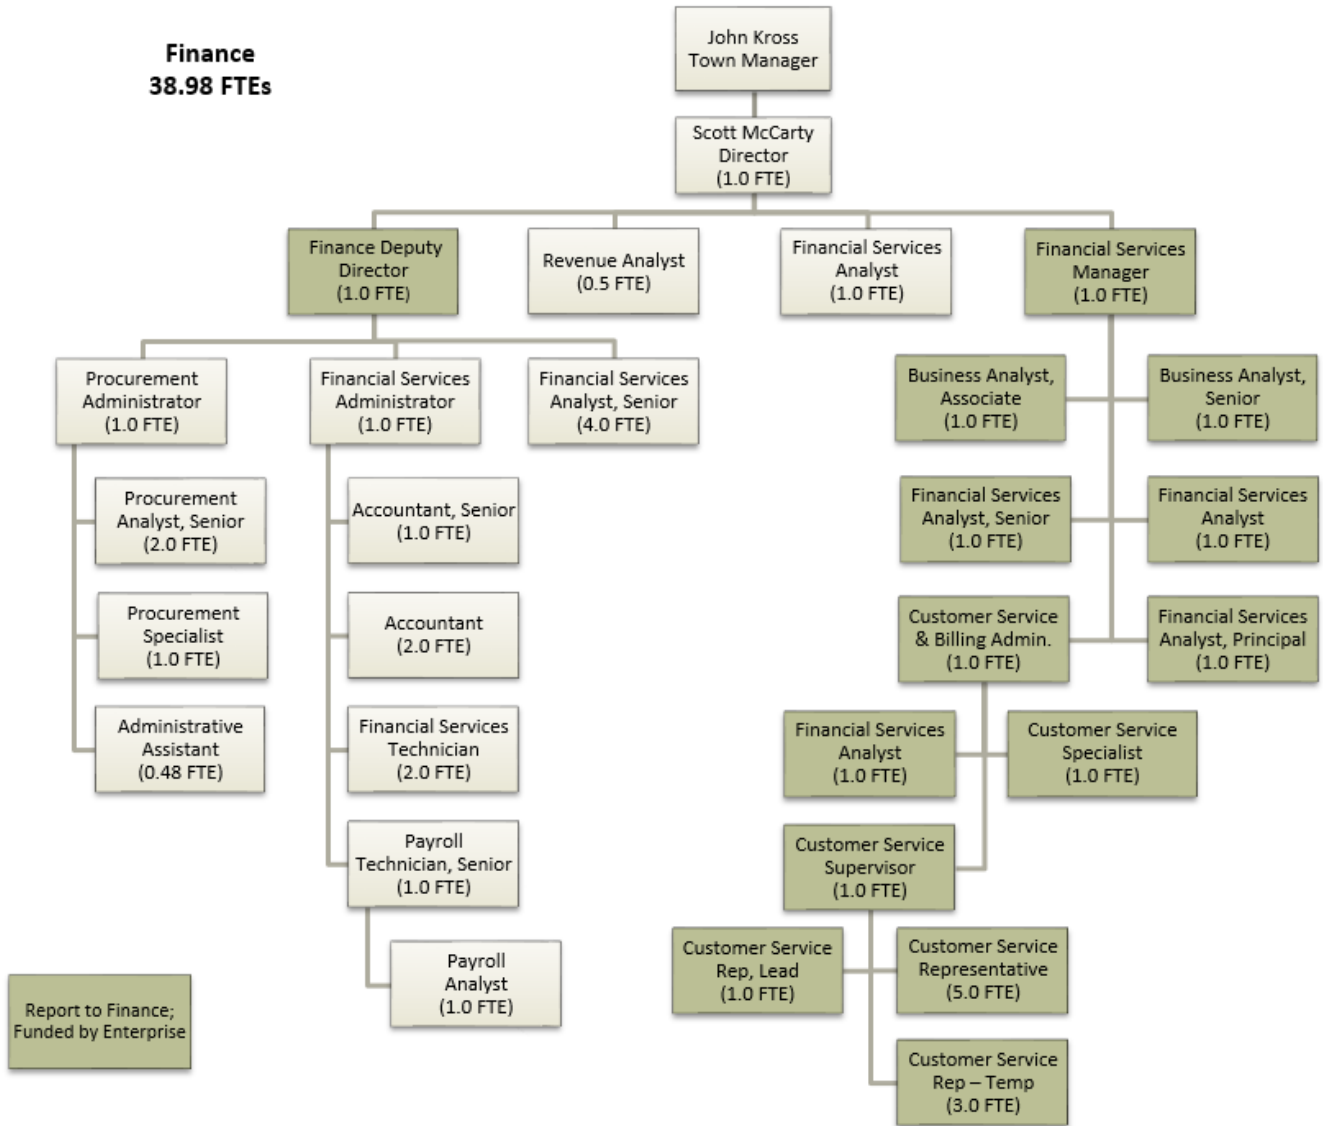 Finance
38.98 FTEs
John Kross
Town Manager
Scott McCarty
Director
(1.0 FTE)
Finance Deputy
Director
(1.0 FTE)
Revenue Analyst
(0.5 FTE)
Financial Services
Analyst
(1.0 FTE)
Financial Services
Manager
(1.0 FTE)
Procurement
Administrator
(1.0 FTE)
Financial Services
Administrator
(1.0 FTE)
Financial Services
Analyst, Senior
(4.0 FTE)
Procurement
Analyst, Senior
(2.0 FTE)
Procurement
Specialist
(1.0 FTE)
Administrative
Assistant
(0.48 FTE)
Accountant, Senior
(1.0 FTE)
Accountant
(2.0 FTE)
Financial Services
Technician
(2.0 FTE)
Payroll
Technician, Senior
(1.0 FTE)
Payroll
Analyst
(1.0 FTE)
Business Analyst,
Associate
(1.0 FTE)
Business Analyst,
Senior
(1.0 FTE)
Financial Services
Analyst, Senior
(1.0 FTE)
Financial Services
Analyst
(1.0 FTE)
Customer Service
& Billing Admin.
(1.0 FTE)
Financial Services
Analyst, Principal
(1.0 FTE)
Financial Services
Analyst
(1.0 FTE)
Customer Service
Specialist
(1.0 FTE)
Customer Service
Supervisor
(1.0 FTE)
Customer Service
Rep, Lead
(1.0 FTE)
Customer Service
Representative
(5.0 FTE)
Customer Service
Rep – Temp
(3.0 FTE)
Report to Finance;
Funded by Enterprise